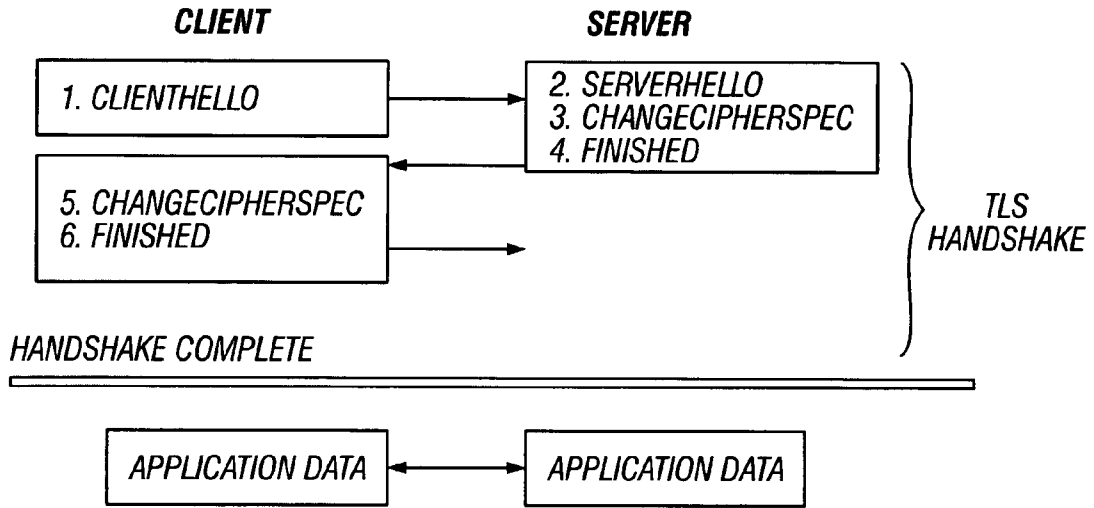 CLIENT
SERVER
1. CLIENTHELLO
2. SERVERHELLO
3. CHANGECIPHERSPEC
4. FINISHED
5. CHANGECIPHERSPEC
6. FINISHED
TLS
HANDSHAKE
HANDSHAKE COMPLETE
APPLICATION DATA
APPLICATION DATA